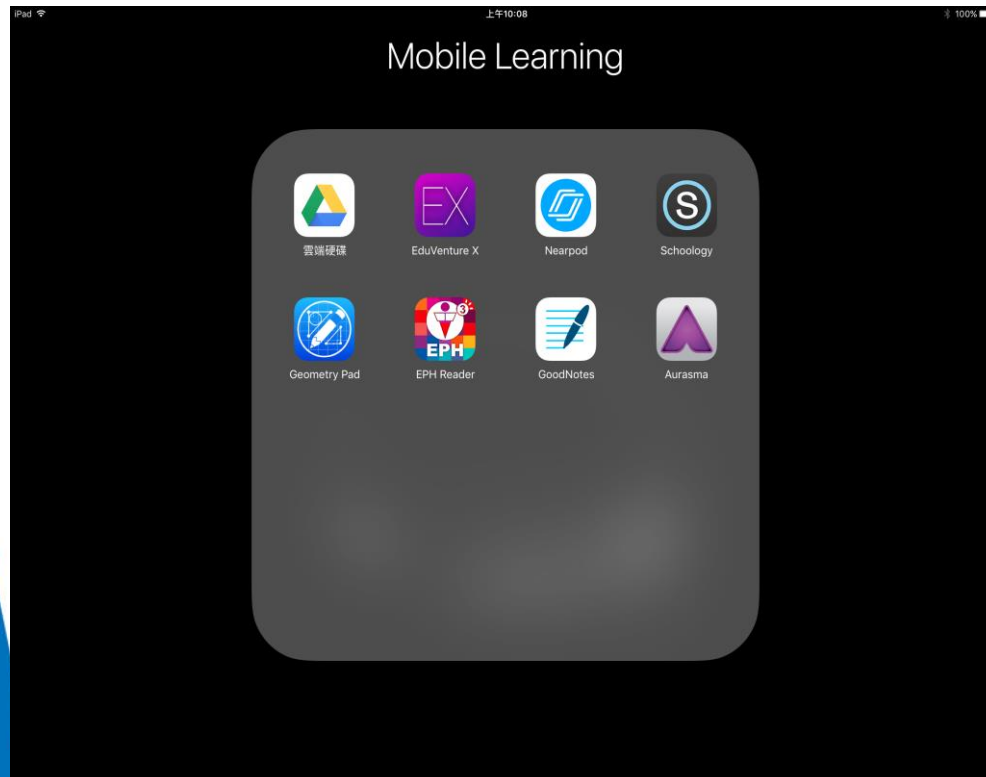 iPad 上午10:08 100%
Mobile Learning
EX S
雲端硬碟 EduVenture X Nearpod Schoology
3
EPH
Geometry Pad EPH Reader GoodNotes Aurasma